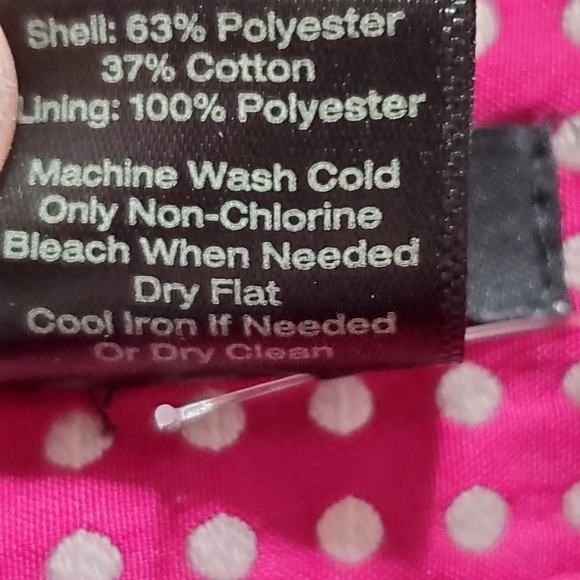 Shell: 63% Polyester
37% Cotton
Lining: 100% Polyester
Machine Wash Cold
Only Non-Chlorine
Bleach When Needed
Dry Flat
Cool Iron If Needed
Or Dry Clean